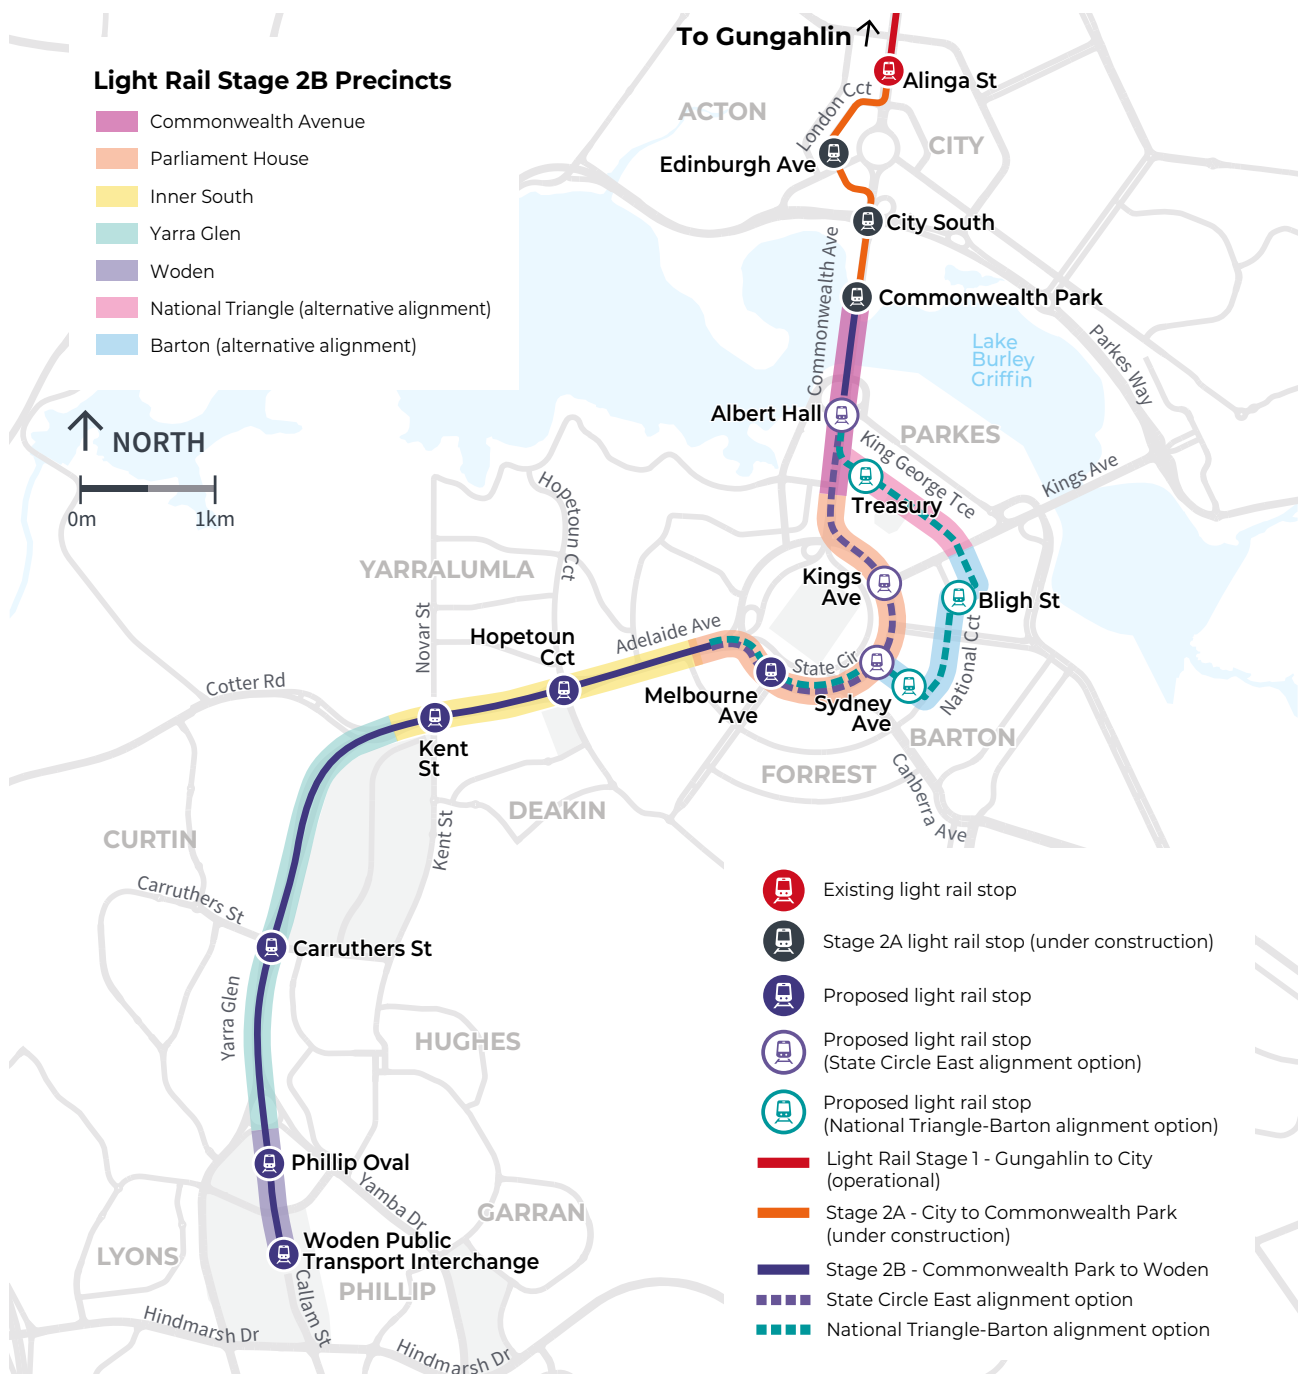 To Gungahlin
Alinga St
London Cct
ACTON
CITY
Edinburgh Ave
City South
Light Rail Stage 2B Precincts
Commonwealth Avenue
Parliament House
Inner South
Yarra Glen
Woden
National Triangle (alternative alignment)
Barton (alternative alignment)
Commonwealth Ave
Commonwealth Park
Lake
Burley
Griffin
Parkes Way
Albert Hall
PARKES
King George Tce
Kings Ave
NORTH
0m
1km
Hopetoun Cct
Treasury
YARRALUMLA
Kings
Ave
Bligh St
Novar St
Hopetoun
Cct
Adelaide Ave
State Cir
National Cct
Cotter Rd
Melbourne
Ave
Sydney
Ave
BARTON
Kent
St
FORREST
Canberra Ave
DEAKIN
Kent St
CURTIN
Carruthers St
Carruthers St
Yarra Glen
HUGHES
Phillip Oval
Yamba Dr
GARRAN
Woden Public
Transport Interchange
LYONS
PHILLIP
Callam St
Hindmarsh Dr
Hindmarsh Dr
Existing light rail stop
Stage 2A light rail stop (under construction)
Proposed light rail stop
Proposed light rail stop
(State Circle East alignment option)
Proposed light rail stop
(National Triangle-Barton alignment option)
Light Rail Stage 1 - Gungahlin to City
(operational)
Stage 2A - City to Commonwealth Park
(under construction)
Stage 2B - Commonwealth Park to Woden
State Circle East alignment option
National Triangle-Barton alignment option